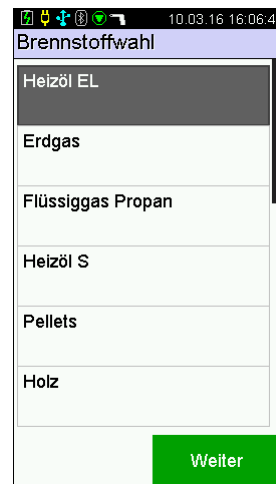 10.03.16 16:06:4
Brennstoffwahl
Heizöl EL
Erdgas
Flüssiggas Propan
Heizöl S
Pellets
Holz
Weiter